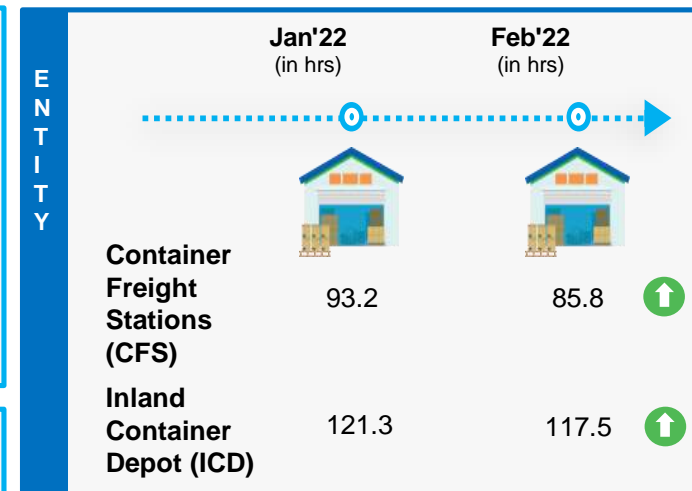 ENTITY
Jan'22 Feb'22
(in hrs) (in hrs)
Container
Freight
Stations
(CFS)
93.2 85.8
Inland
Container
Depot (ICD)
121.3 117.5